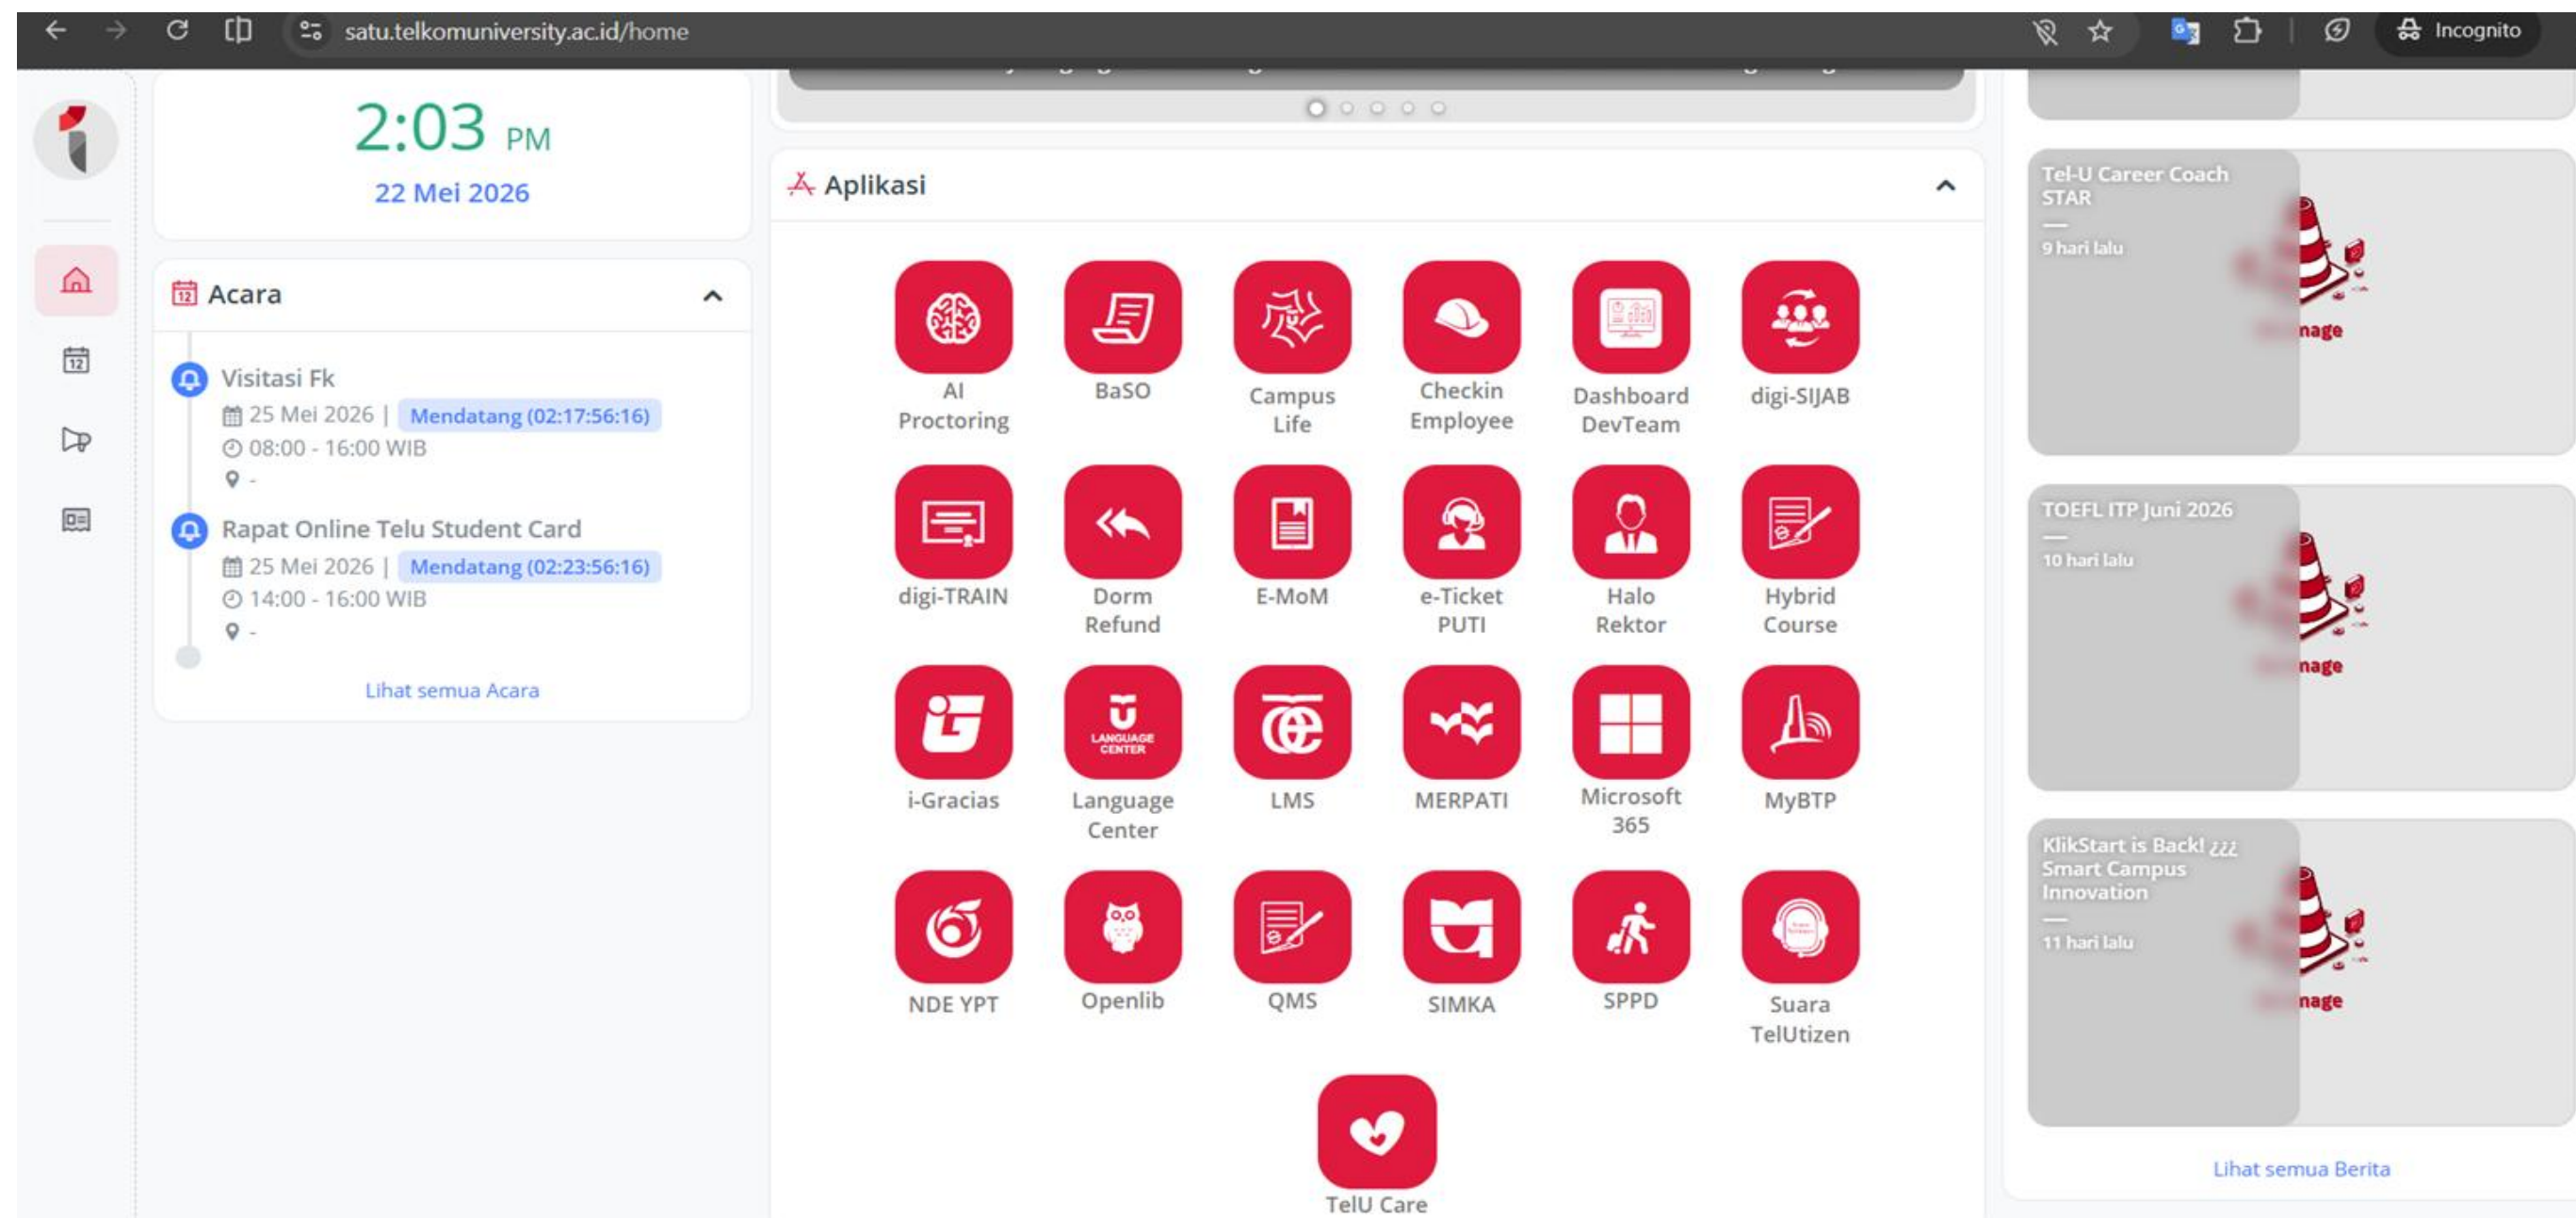 satu.telkomuniversity.ac.id/home
Incognito
2:03 PM
22 Mei 2026
12 Acara
12
Visitasi Fk
25 Mei 2026 | Mendatang (02:17:56:16)
08:00 - 16:00 WIB
-
Rapat Online Telu Student Card
25 Mei 2026 | Mendatang (02:23:56:16)
14:00 - 16:00 WIB
-
Lihat semua Acara
Aplikasi
AI
Proctoring
BaSO
Campus
Life
Checkin
Employee
Dashboard
DevTeam
digi-SIJAB
digi-TRAIN
Dorm
Refund
E-MoM
e-Ticket
PUTI
Halo
Rektor
Hybrid
Course
i-Gracias
LANGUAGE
CENTER
Language
Center
LMS
MERPATI
Microsoft
365
MyBTP
NDE YPT
Openlib
QMS
SIMKA
SPPD
Suara
TelUtizen
TelU Care
Tel-U Career Coach
STAR
9 hari lalu
TOEFL ITP Juni 2026
10 hari lalu
KlikStart is Back! ¿¿¿
Smart Campus
Innovation
11 hari lalu
Lihat semua Berita